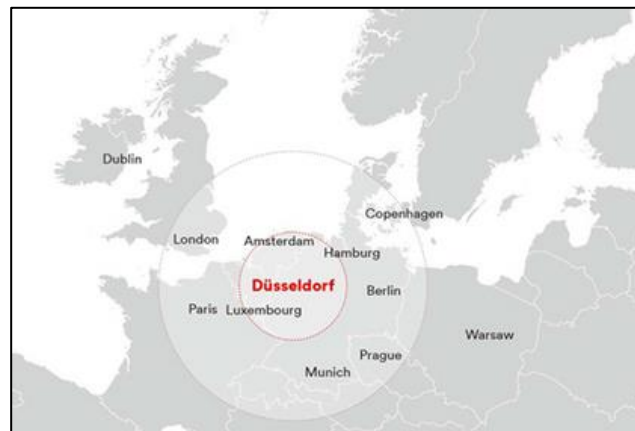 Dublin
Copenhagen
London
Amsterdam
Hamburg
Düsseldorf
Berlin
Paris
Luxembourg
Warsaw
Prague
Munich